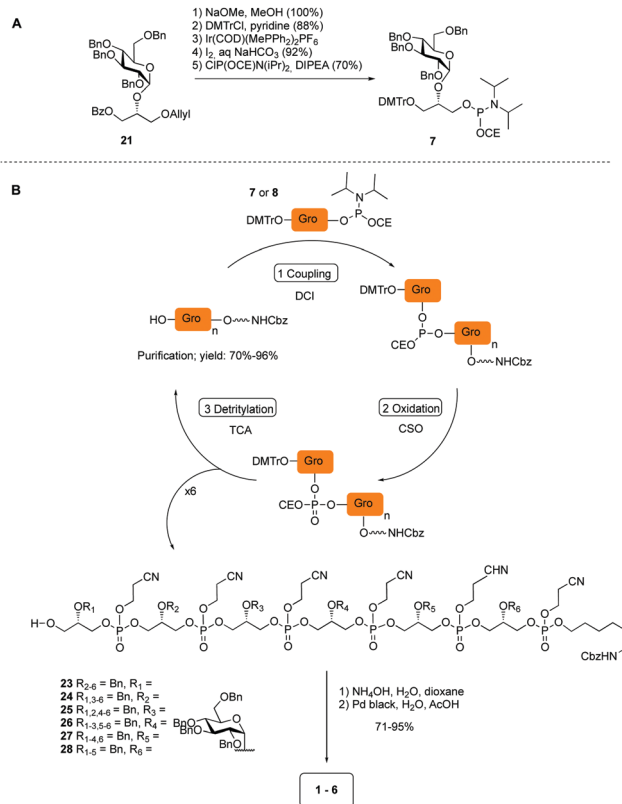 A
1) NaOMe, MeOH (100%)
2) DMTrCl, pyridine (88%)
3) Ir(COD)(MePPh2)2PF6
4) I2, aq NaHCO3 (92%)
5) ClP(OCE)N(iPr)2, DIPEA (70%)
OBn
BnO
BnO
O
OBn
O
BzO
OAllyl
21
OBn
BnO
BnO
O
OBn
O
DMTrO
O
P
N
OCE
7
B
7 or 8
DMTrO
Gro
O
P
N
OCE
1 Coupling
DCI
HO
Gro
n
O
NHCbz
Purification; yield: 70%-96%
DMTrO
Gro
O
P
O
CEO
Gro
n
O
NHCbz
2 Oxidation
CSO
3 Detritylation
TCA
DMTrO
Gro
O
CEO
P
O
O
Gro
n
O
NHCbz
x6
CN
CN
CN
CN
CHN
CN
H
O
OR1
O
P
O
O
O
OR2
O
P
O
O
O
OR3
O
P
O
O
O
OR4
O
P
O
O
O
OR5
O
P
O
O
O
OR6
O
P
O
O
O
CbzHN
23 R2-6 = Bn, R1 =
24 R1,3-6 = Bn, R2 =
25 R1,2,4-6 = Bn, R3 =
26 R1-3,5-6 = Bn, R4 =
27 R1-4,6 = Bn, R5 =
28 R1-5 = Bn, R6 =
OBn
BnO
BnO
O
BnO
1) NH4OH, H2O, dioxane
2) Pd black, H2O, AcOH
71-95%
1 - 6